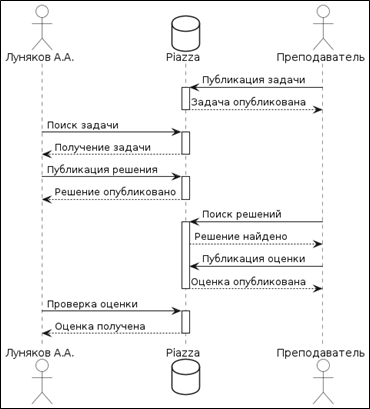 Луняков А.А. Piazza Преподаватель
Публикация задачи
Задача опубликована
Поиск задачи
Получение задачи
Публикация решения
Решение опубликовано
Поиск решений
Решение найдено
Публикация оценки
Оценка опубликована
Проверка оценки
Оценка получена
Луняков А.А. Piazza Преподаватель